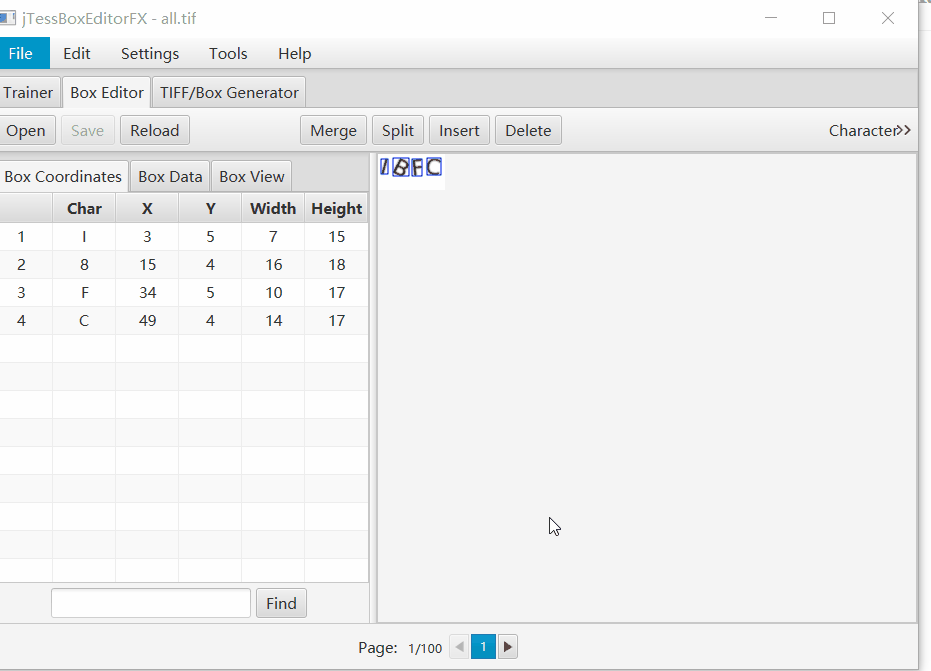 jTessBoxEditorFX - all.tif
File Edit Settings Tools Help
Trainer Box Editor TIFF/Box Generator
Open Save Reload Merge Split Insert Delete Character>>
Box Coordinates Box Data Box View
IBFC
Char X Y Width Height
1 I 3 5 7 15
2 8 15 4 16 18
3 F 34 5 10 17
4 C 49 4 14 17
Find
Page: 1/100 1